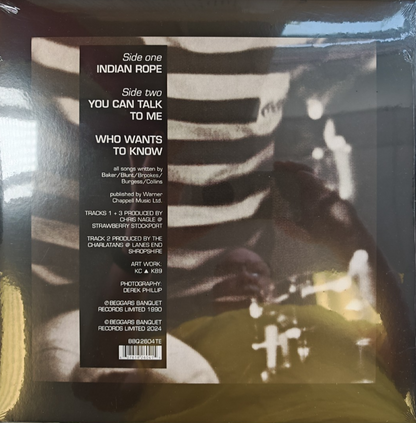 Side one
INDIAN ROPE
Side two
YOU CAN TALK
TO ME
WHO WANTS
TO KNOW
all songs written by
Baker/Blunt/Brookes/
Burgess/Collins
published by Warner
Chappell Music Ltd.
TRACKS 1 + 3 PRODUCED BY
CHRIS NAGLE @
STRAWBERRY STOCKPORT
TRACK 2 PRODUCED BY THE
CHARLATANS @ LANES END
SHROPSHIRE
ART WORK:
KC ▲ K89
PHOTOGRAPHY:
DEREK PHILLIP
℗ BEGGARS BANQUET
RECORDS LIMITED 1990
© BEGGARS BANQUET
RECORDS LIMITED 2024
BBQ2604TE